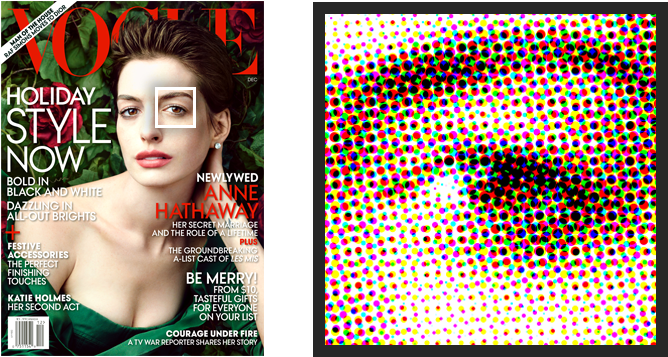 MAN OF THE HOUSE
RAF SIMONS MOVES TO DIOR
VOGUE
DEC
HOLIDAY
STYLE
NOW
BOLD IN
BLACK AND WHITE
DAZZLING IN
ALL-OUT BRIGHTS
+
FESTIVE
ACCESSORIES
THE PERFECT
FINISHING
TOUCHES
KATIE HOLMES
HER SECOND ACT
NEWLYWED
ANNE
HATHAWAY
HER SECRET MARRIAGE
AND THE ROLE OF A LIFETIME
PLUS
THE GROUNDBREAKING
A-LIST CAST OF LES MIS
BE MERRY!
FROM $10,
TASTEFUL GIFTS
FOR EVERYONE
ON YOUR LIST
COURAGE UNDER FIRE
A TV WAR REPORTER SHARES HER STORY